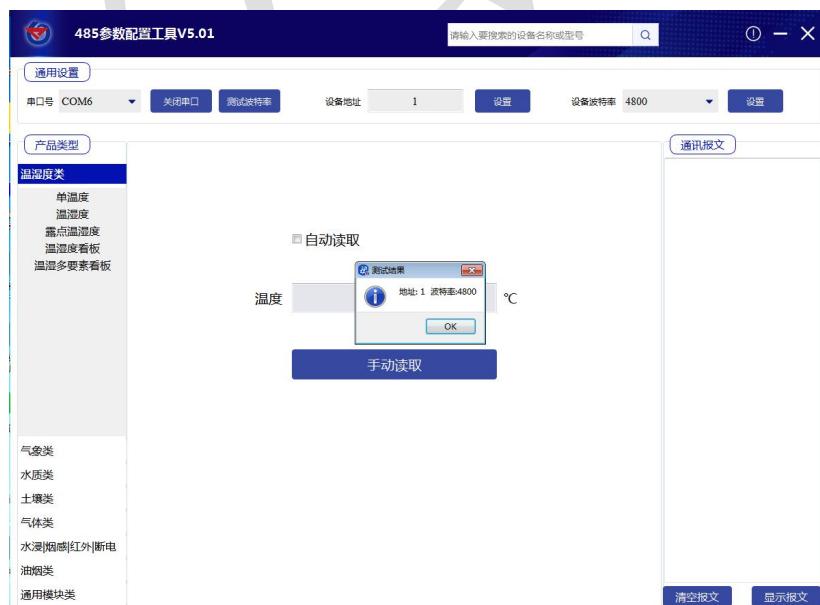 485参数配置工具V5.01
请输入要搜索的设备名称或型号
通用设置
串口号 COM6 关闭串口 测试波特率 设备地址 1 设置 设备波特率 4800 设置
产品类型
通讯报文
温湿度类
单温度
温湿度
露点温湿度
温湿度看板
温湿多要素看板
自动读取
测试结果
地址: 1 波特率:4800
OK
温度 ℃
手动读取
气象类
水质类
土壤类
气体类
水浸|烟感|红外|断电
油烟类
通用模块类
清空报文 显示报文